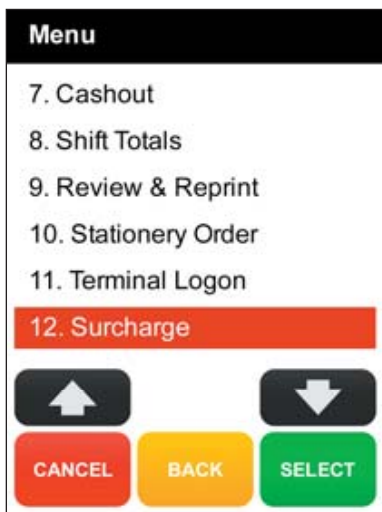 Menu
7. Cashout
8. Shift Totals
9. Review & Reprint
10. Stationery Order
11. Terminal Logon
12. Surcharge
CANCEL BACK SELECT